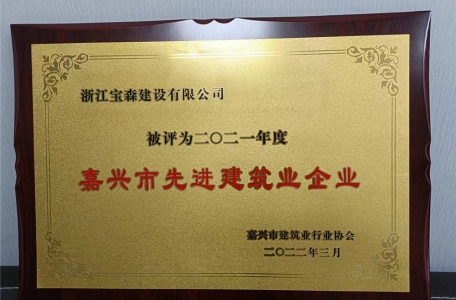 浙江宝森建设有限公司
被评为二〇二一年度
嘉兴市先进建筑业企业
嘉兴市建筑业行业协会
二〇二二年三月